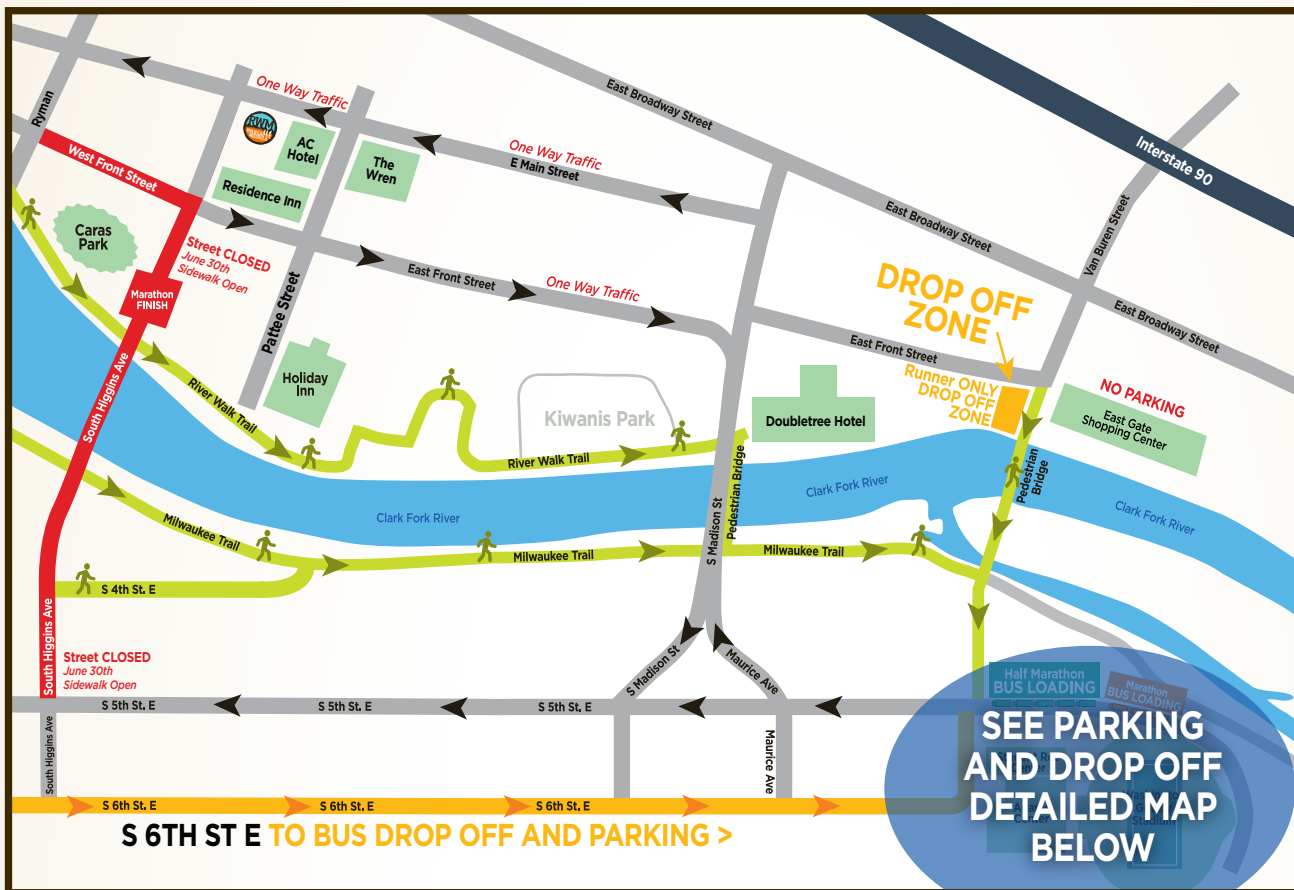 Ryman
One Way Traffic
RWM
AC
Hotel
The
Wren
Residence Inn
West Front Street
Caras
Park
Street CLOSED
June 30th
Sidewalk Open
Marathon
FINISH
Pattee Street
Holiday
Inn
South Higgins Ave
River Walk Trail
East Broadway Street
Interstate 90
One Way Traffic
E Main Street
East Front Street
One Way Traffic
East Broadway Street
Van Buren Street
East Broadway Street
DROP OFF
ZONE
East Front Street
Runner ONLY
DROP OFF
ZONE
NO PARKING
East Gate
Shopping Center
Kiwanis Park
Doubletree Hotel
River Walk Trail
Pedestrian Bridge
S Madison St
Pedestrian
Bridge
Clark Fork River
Clark Fork River
Clark Fork River
Milwaukee Trail
Milwaukee Trail
Milwaukee Trail
S 4th St. E
South Higgins Ave
Street CLOSED
June 30th
Sidewalk Open
S Madison St
Maurice Ave
S 5th St. E
S 5th St. E
S 5th St. E
South Higgins Ave
Maurice Ave
Half Marathon
BUS LOADING
Marathon
BUS LOADING
SEE PARKING
AND DROP OFF
DETAILED MAP
BELOW
S 6th St. E
S 6th St. E
S 6th St. E
S 6TH ST E TO BUS DROP OFF AND PARKING >